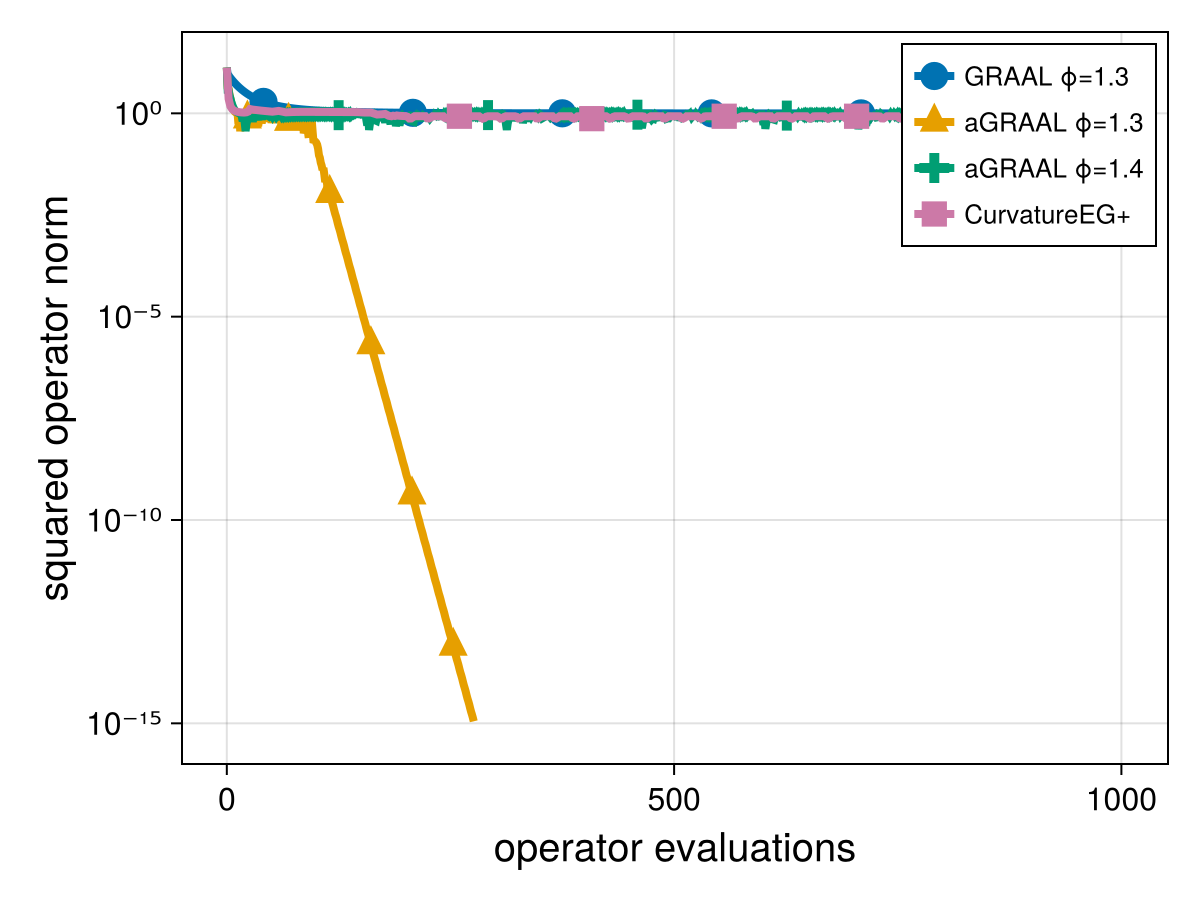 GRAAL ϕ=1.3
aGRAAL ϕ=1.3
aGRAAL ϕ=1.4
CurvatureEG+
squared operator norm
10⁰
10⁻⁵
10⁻¹⁰
10⁻¹⁵
0 500 1000
operator evaluations